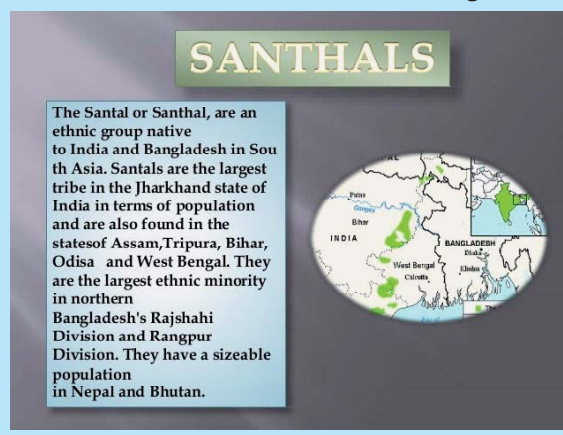 SANTHALS
The Santal or Santhal, are an
ethnic group native
to India and Bangladesh in Sou
th Asia. Santals are the largest
tribe in the Jharkhand state of
India in terms of population
and are also found in the
statesof Assam,Tripura, Bihar,
Odisa and West Bengal. They
are the largest ethnic minority
in northern
Bangladesh's Rajshahi
Division and Rangpur
Division. They have a sizeable
population
in Nepal and Bhutan.
Patna
Ganges
Bihar
INDIA
BANGLADESH
Dhaka
West Bengal
Khulna
Calcutta